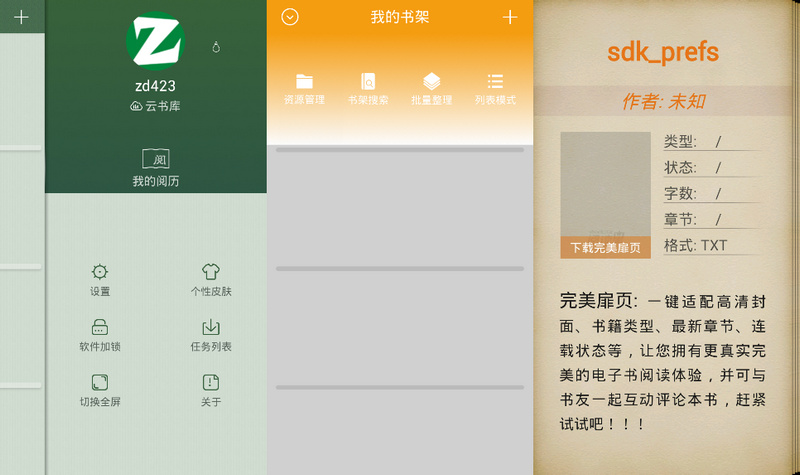 zd423
云书库
阅
我的阅历
设置
个性皮肤
软件加锁
任务列表
切换全屏
关于
我的书架
资源管理
书架搜索
批量整理
列表模式
sdk_prefs
作者: 未知
类型: /
状态: /
字数: /
章节: /
格式: TXT
下载完美扉页
完美扉页: 一键适配高清封
面、书籍类型、最新章节、连
载状态等，让您拥有更真实完
美的电子书阅读体验，并可与
书友一起互动评论本书，赶紧
试试吧！！！